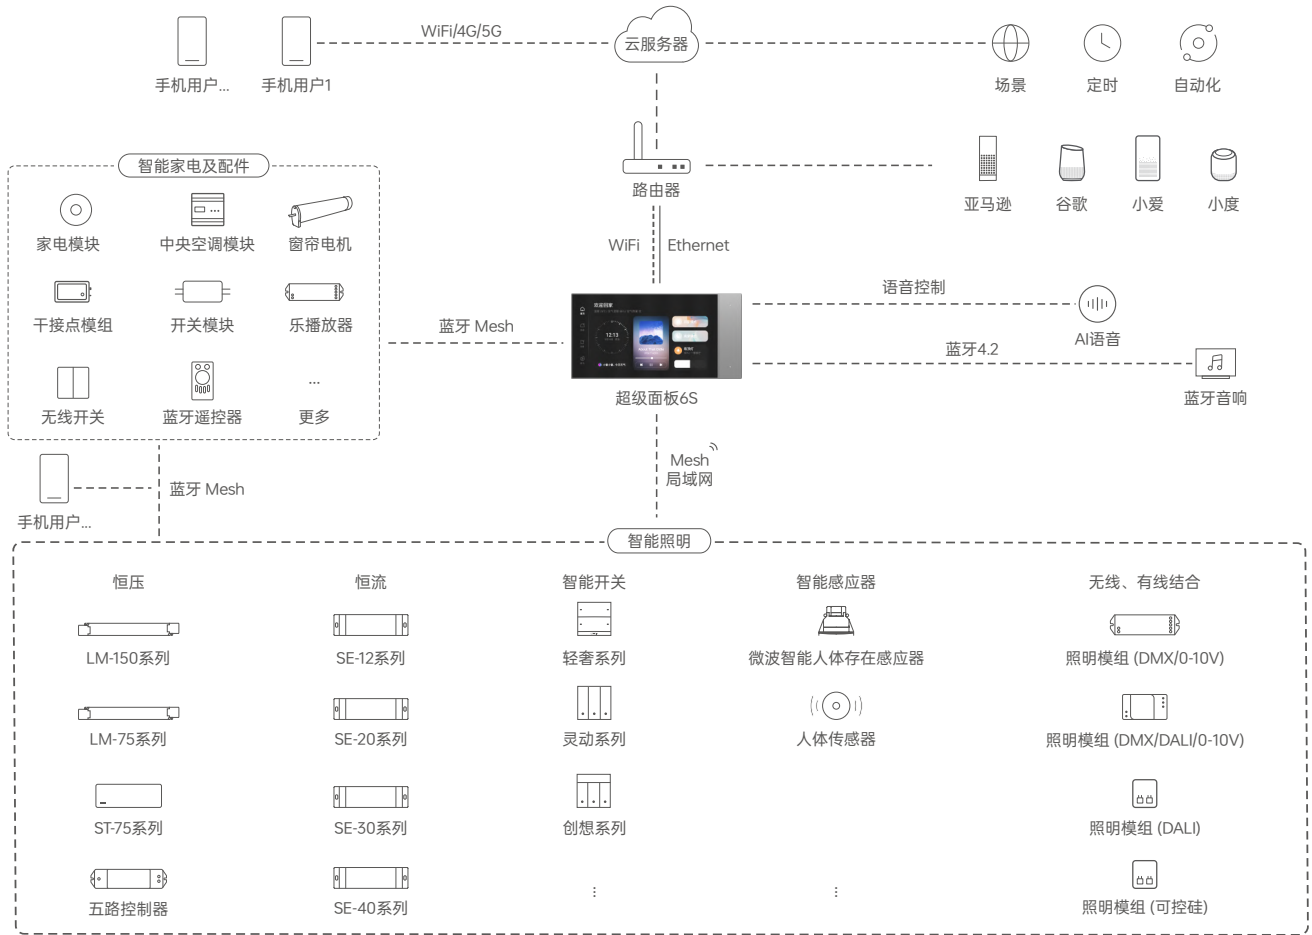 WiFi/4G/5G
云服务器
手机用户...
手机用户1
场景
定时
自动化
智能家电及配件
路由器
亚马逊
谷歌
小爱
小度
家电模块
中央空调模块
窗帘电机
WiFi
Ethernet
干接点模组
开关模块
乐播放器
语音控制
AI语音
蓝牙 Mesh
欢迎回家
12:13
蓝牙4.2
超级面板6S
蓝牙音响
无线开关
蓝牙遥控器
...
更多
Mesh
局域网
手机用户...
蓝牙 Mesh
智能照明
恒压
恒流
智能开关
智能感应器
无线、有线结合
LM-150系列
SE-12系列
轻奢系列
微波智能人体存在感应器
照明模组 (DMX/0-10V)
LM-75系列
SE-20系列
灵动系列
人体传感器
照明模组 (DMX/DALI/0-10V)
ST-75系列
SE-30系列
创想系列
照明模组 (DALI)
五路控制器
SE-40系列
⋮
⋮
照明模组 (可控硅)